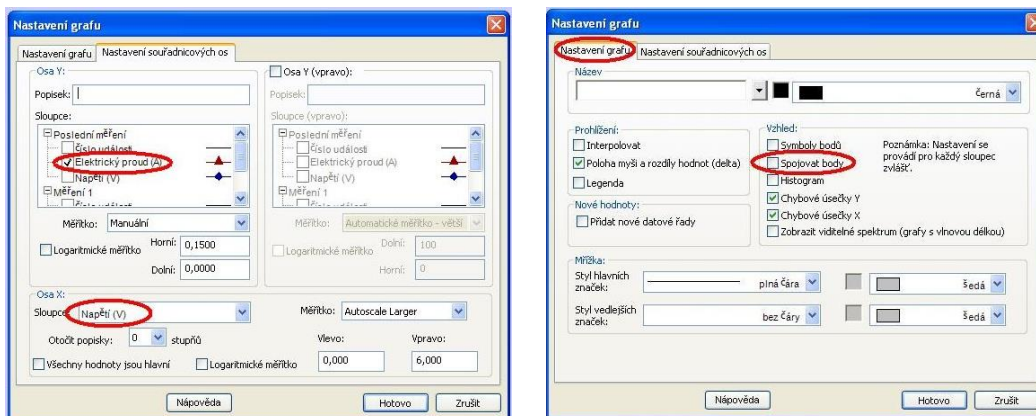 Nastavení grafu
Nastavení grafu Nastavení souřadnicových os
Osa Y:
Popisek:
Sloupce:
Poslední měření
Číslo události
Elektrický proud (A)
Napětí (V)
Měření 1
Číslo události
Měřítko: Manuální
Logaritmické měřítko
Horní: 0,1500
Dolní: 0,0000
Osa Y (vpravo):
Popisek:
Sloupce (vpravo):
Poslední měření
Číslo události
Elektrický proud (A)
Napětí (V)
Měření 1
Číslo události
Měřítko: Automatické měřítko - větší
Logaritmické měřítko
Dolní: 100
Horní: 0
Osa X:
Sloupce: Napětí (V)
Měřítko: Autoscale Larger
Otočit popisky: 0 stupňů
Vlevo: Vpravo:
0,000 6,000
Všechny hodnoty jsou hlavní Logaritmické měřítko
Nápověda Hotovo Zrušit
Nastavení grafu
Nastavení grafu Nastavení souřadnicových os
Název
černá
Prohlížení:
Interpolovat
Poloha myši a rozdíly hodnot (delta)
Legenda
Nové hodnoty:
Přidat nové datové řady
Vzhled:
Symboly bodů
Spojovat body
Histogram
Chybové úsečky Y
Chybové úsečky X
Zobrazit viditelné spektrum (grafy s vlnovou délkou)
Poznámka: Nastavení se
provádí pro každý sloupec
zvlášť.
Mřížka:
Styl hlavních
značek:
plná čára
šedá
Styl vedlejších
značek:
bez čáry
šedá
Nápověda Hotovo Zrušit